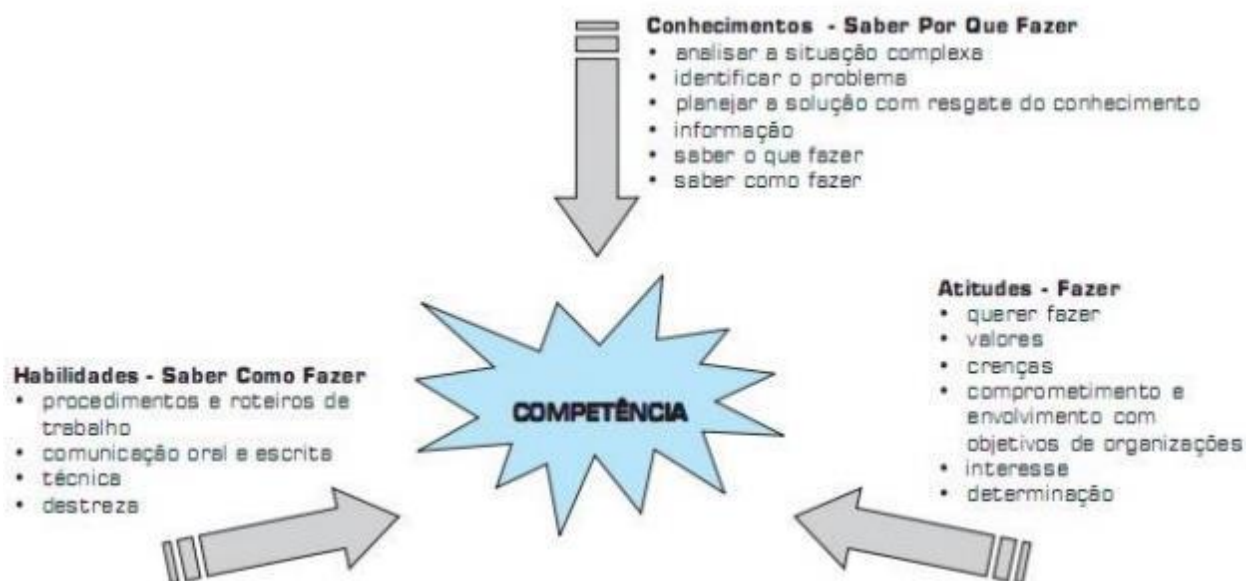 Conhecimentos - Saber Por Que Fazer
• analisar a situação complexa
• identificar o problema
• planejar a solução com resgate do conhecimento
• informação
• saber o que fazer
• saber como fazer
Atitudes - Fazer
• querer fazer
• valores
• crenças
• comprometimento e
envolvimento com
objetivos de organizações
• interesse
• determinação
Habilidades - Saber Como Fazer
• procedimentos e roteiros de
trabalho
• comunicação oral e escrita
• técnica
• destreza
COMPETÊNCIA